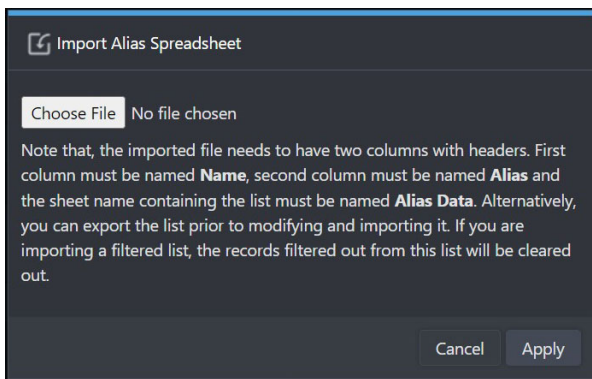 Import Alias Spreadsheet
Choose File No file chosen
Note that, the imported file needs to have two columns with headers. First
column must be named Name, second column must be named Alias and
the sheet name containing the list must be named Alias Data. Alternatively,
you can export the list prior to modifying and importing it. If you are
importing a filtered list, the records filtered out from this list will be cleared
out.
Cancel Apply